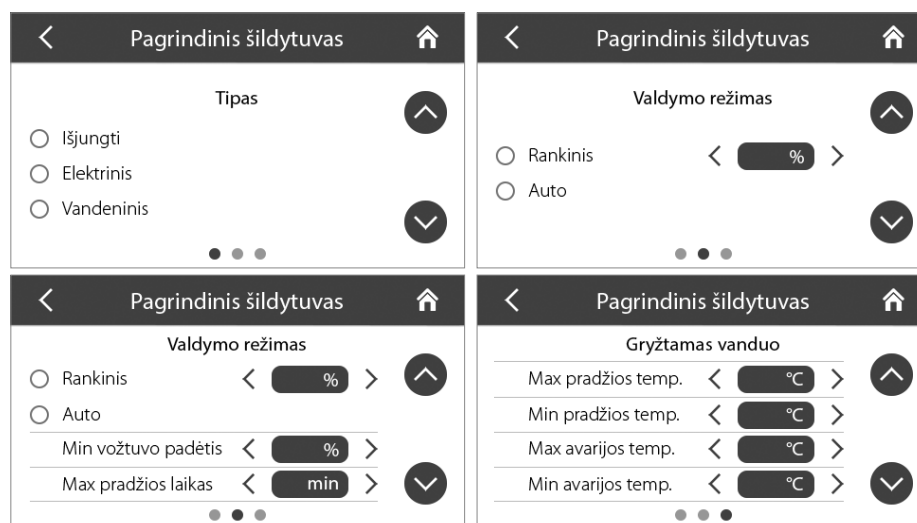 Pagrindinis šildytuvas
Tipas
Išjungti
Elektrinis
Vandeninis
Pagrindinis šildytuvas
Valdymo režimas
Rankinis %
Auto
Pagrindinis šildytuvas
Valdymo režimas
Rankinis %
Auto
Min vožtuvo padėtis %
Max pradžios laikas min
Pagrindinis šildytuvas
Gryžtamas vanduo
Max pradžios temp. °C
Min pradžios temp. °C
Max avarijos temp. °C
Min avarijos temp. °C